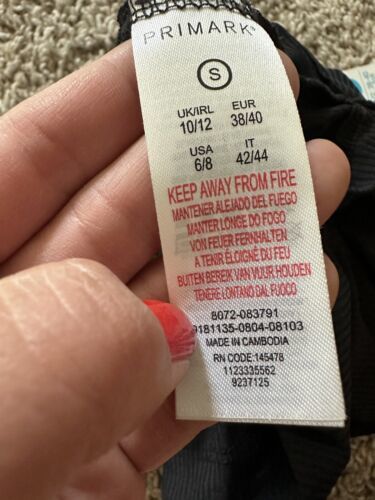 PRIMARK®
S
UK/IRL EUR
10/12 38/40
USA IT
6/8 42/44
KEEP AWAY FROM FIRE
MANTENER ALEJADO DEL FUEGO
MANTER LONGE DO FOGO
VON FEUER FERNHALTEN
A TENIR ÉLOIGNÉ DU FEU
BUITEN BEREIK VAN VUUR HOUDEN
TENERE LONTANO DAL FUOCO
8072-083791
9181135-0804-08103
MADE IN CAMBODIA
RN CODE:145478
1123335562
9237125